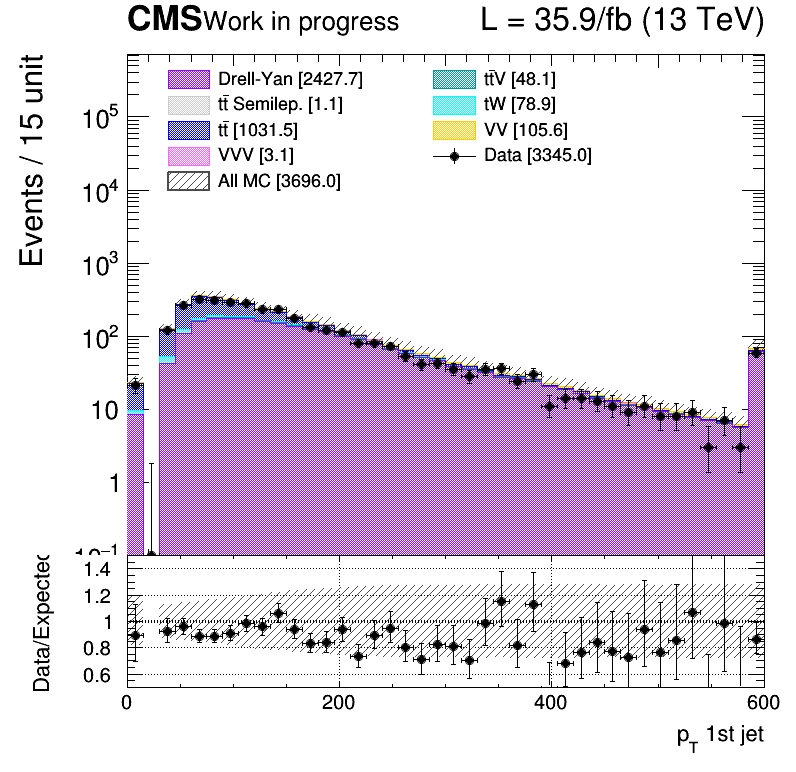 CMS Work in progress L = 35.9/fb (13 TeV)
Events / 15 unit
Drell-Yan [2427.7]
tt̄ Semilep. [1.1]
tt̄ [1031.5]
VVV [3.1]
All MC [3696.0]
tt̄V [48.1]
tW [78.9]
VV [105.6]
Data [3345.0]
10⁵
10⁴
10³
10²
10
1
10⁻¹
Data/Expected
1.4
1.2
1
0.8
0.6
0 200 400 600
p_T 1st jet